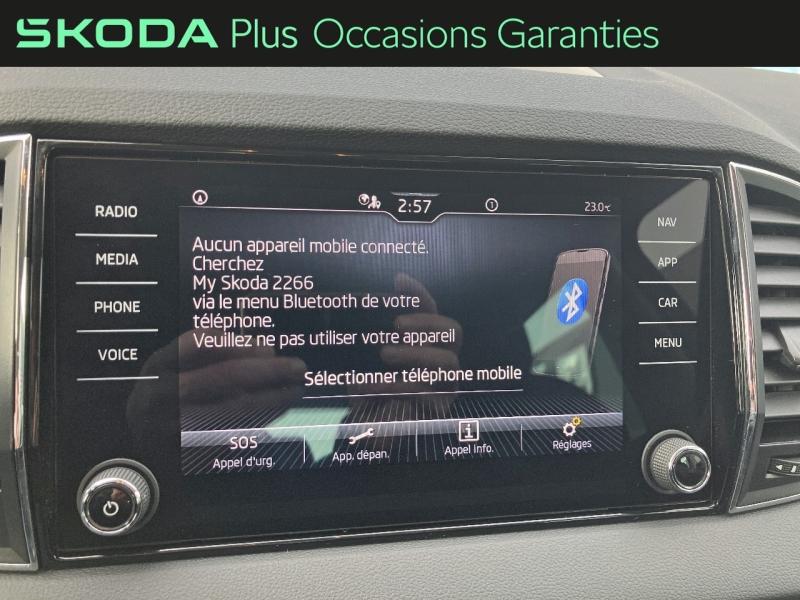 SKODA Plus Occasions Garanties
2:57
1
23.0°C
RADIO
MEDIA
PHONE
VOICE
Aucun appareil mobile connecté.
Cherchez
My Skoda 2266
via le menu Bluetooth de votre
téléphone.
Veuillez ne pas utiliser votre appareil
Sélectionner téléphone mobile
SOS
Appel d'urg.
App. dépan.
i
Appel info.
Réglages
NAV
APP
CAR
MENU